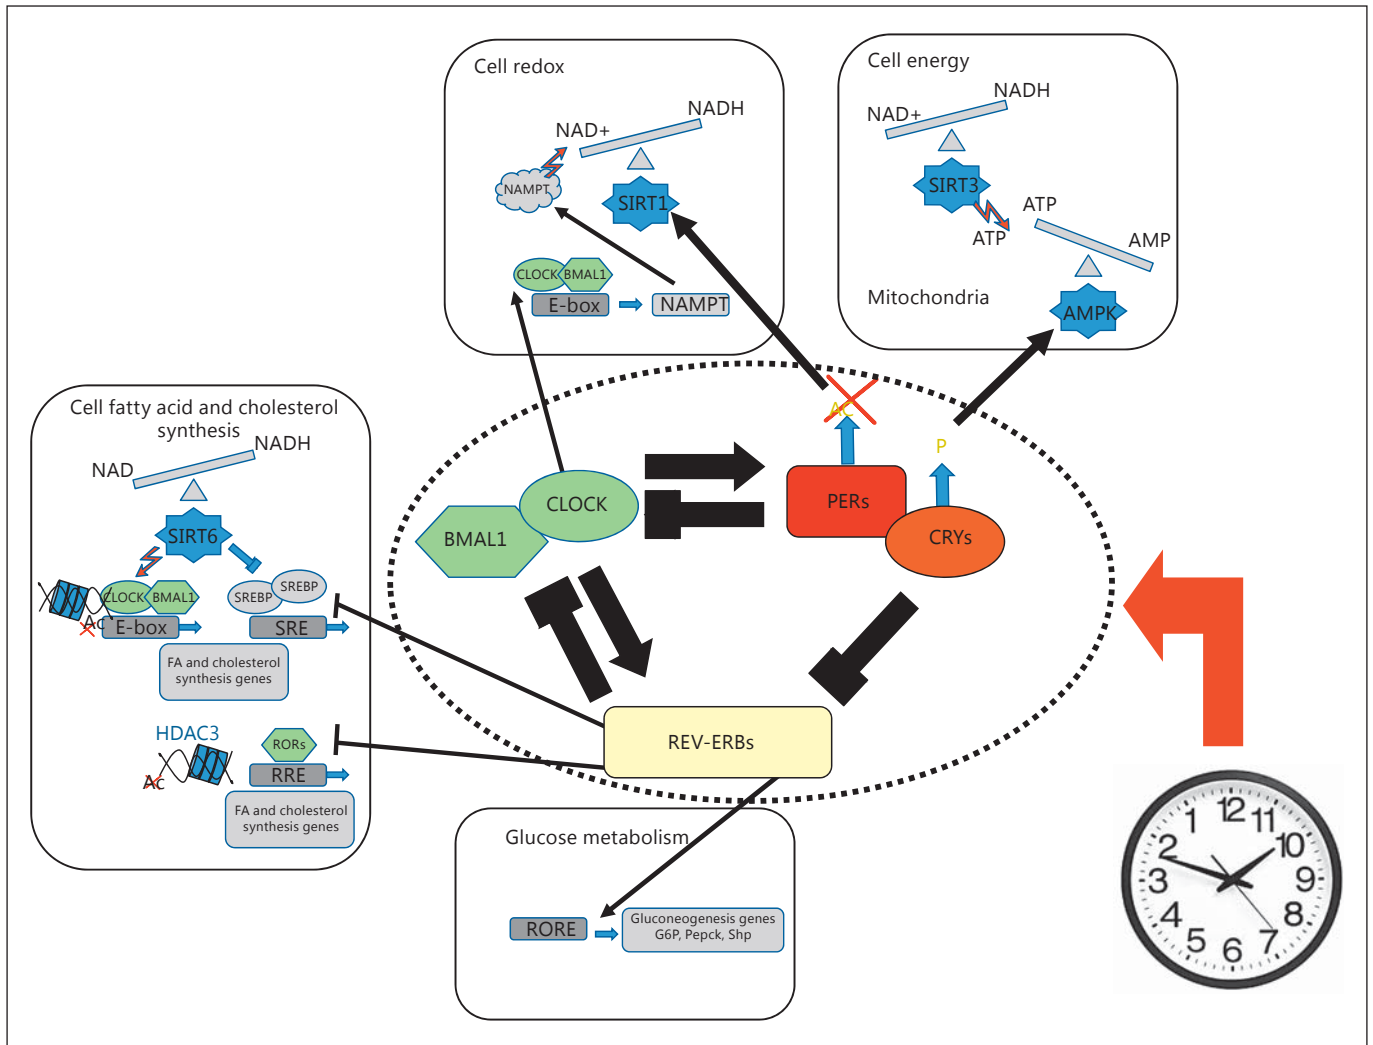 Cell redox
NADH
NAD+
NAMPT
SIRT1
CLOCK
BMAL1
E-box
NAMPT
Cell energy
NADH
NAD+
SIRT3
ATP
ATP
AMP
Mitochondria
AMPK
Cell fatty acid and cholesterol
synthesis
NADH
NAD
SIRT6
CLOCK
BMAL1
SREBP
SREBP
Ac
E-box
SRE
FA and cholesterol
synthesis genes
HDAC3
RORs
Ac
RRE
FA and cholesterol
synthesis genes
AC
P
CLOCK
BMAL1
PERs
CRYs
REV-ERBs
Glucose metabolism
RORE
Gluconeogenesis genes
G6P, Pepck, Shp
12
11
10
9
8
7
6
5
4
3
2
1